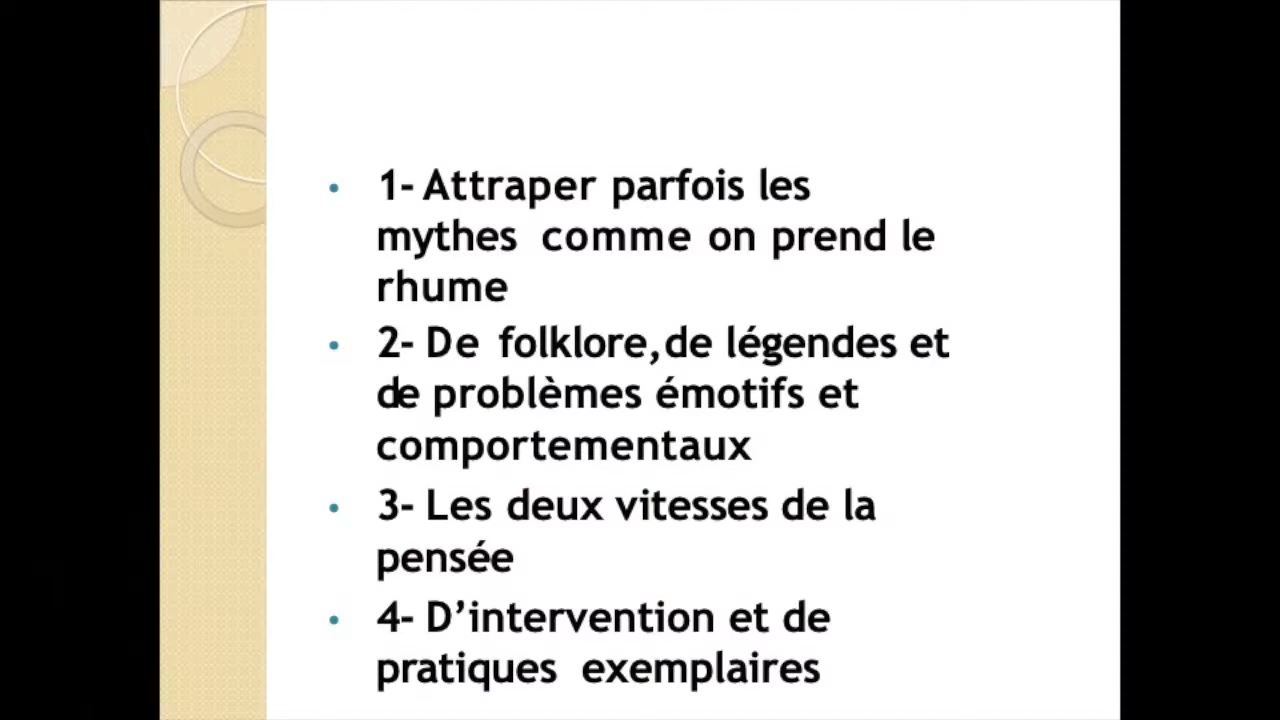 • 1- Attraper parfois les
mythes comme on prend le
rhume
• 2- De folklore,de légendes et
de problèmes émotifs et
comportementaux
• 3- Les deux vitesses de la
pensée
• 4- D’intervention et de
pratiques exemplaires